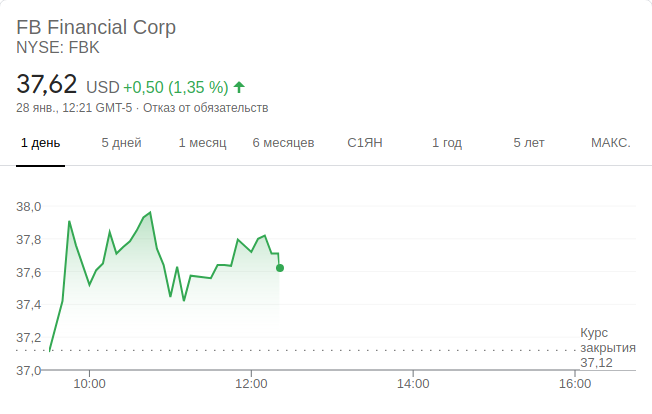 FB Financial Corp
NYSE: FBK
37,62 USD +0,50 (1,35 %)
28 янв., 12:21 GMT-5 · Отказ от обязательств
1 день 5 дней 1 месяц 6 месяцев С1ЯН 1 год 5 лет МАКС.
38,0
37,8
37,6
37,4
37,2
Курс
закрытия
37,12
37,0
10:00 12:00 14:00 16:00